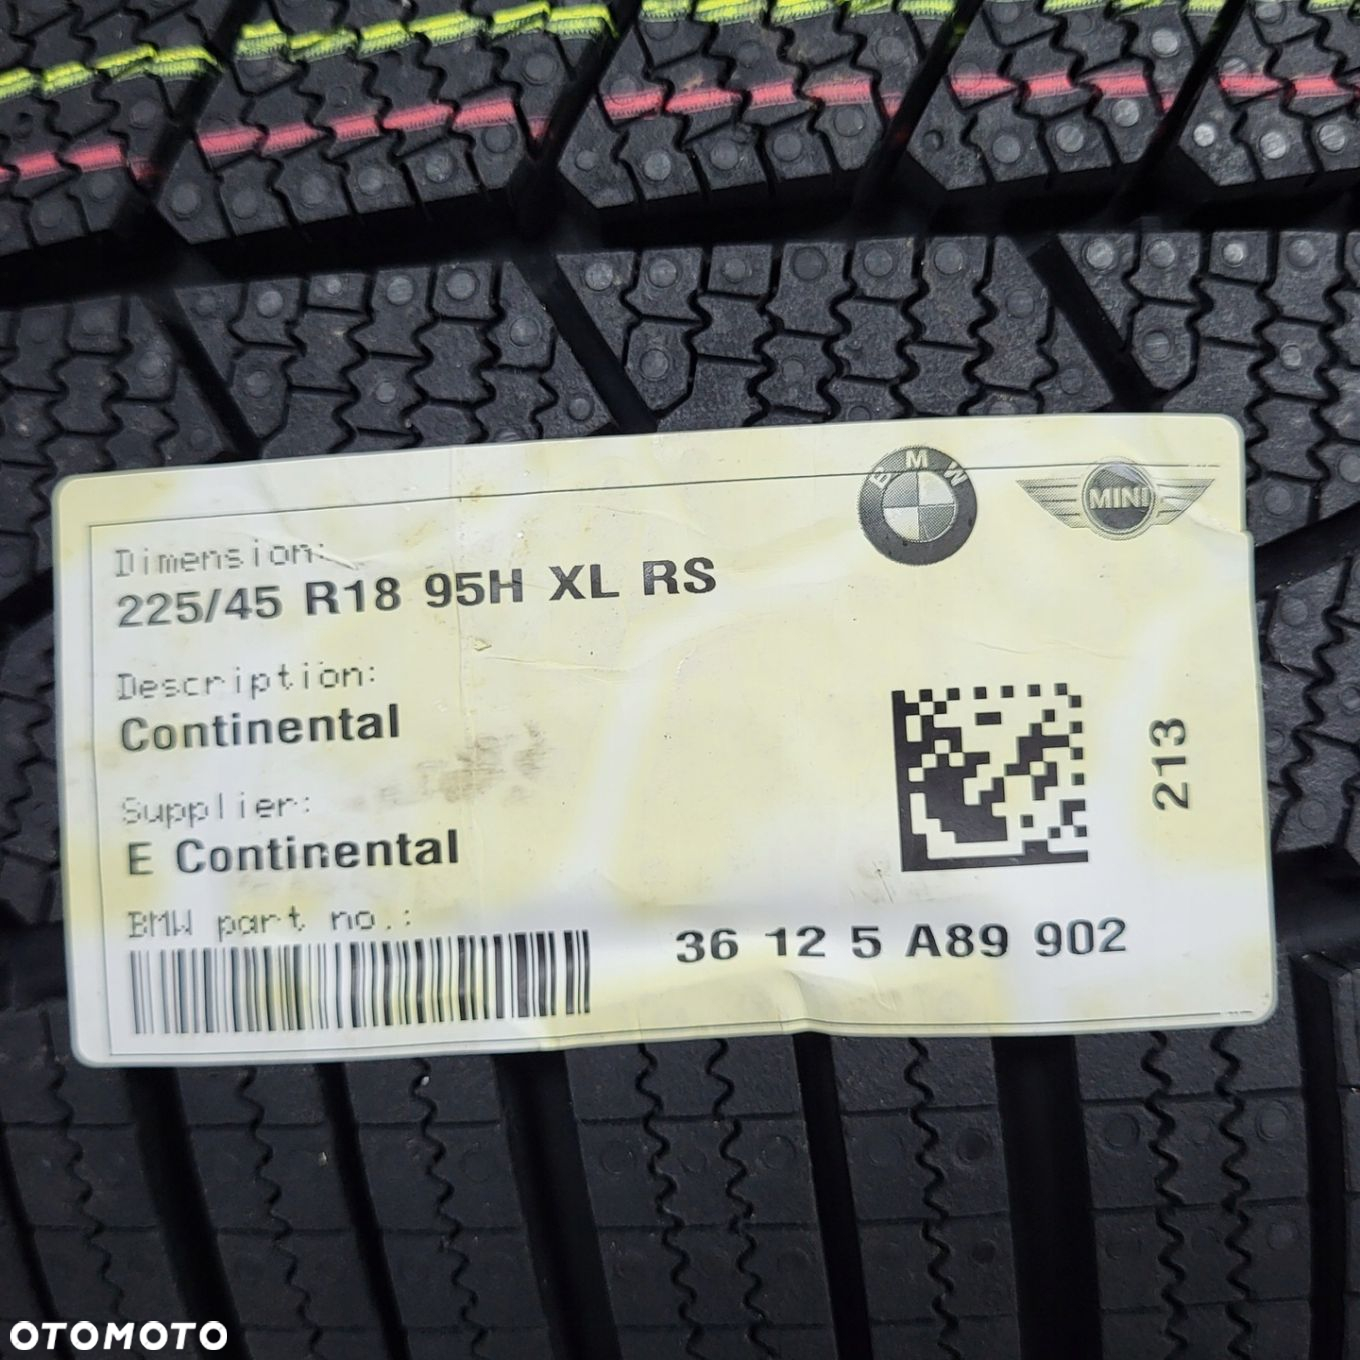 BMW
MINI
Dimension:
225/45 R18 95H XL RS
Description:
Continental
Supplier:
E Continental
213
BMW part no.:
36 12 5 A89 902
OTOMOTO